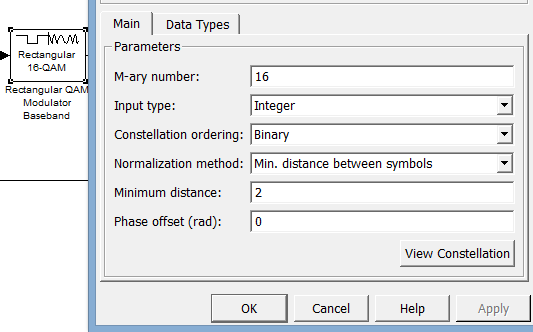 Main
Data Types
Rectangular
16-QAM
Rectangular QAM
Modulator
Baseband
Parameters
M-ary number: 16
Input type: Integer
Constellation ordering: Binary
Normalization method: Min. distance between symbols
Minimum distance: 2
Phase offset (rad): 0
View Constellation
OK
Cancel
Help
Apply